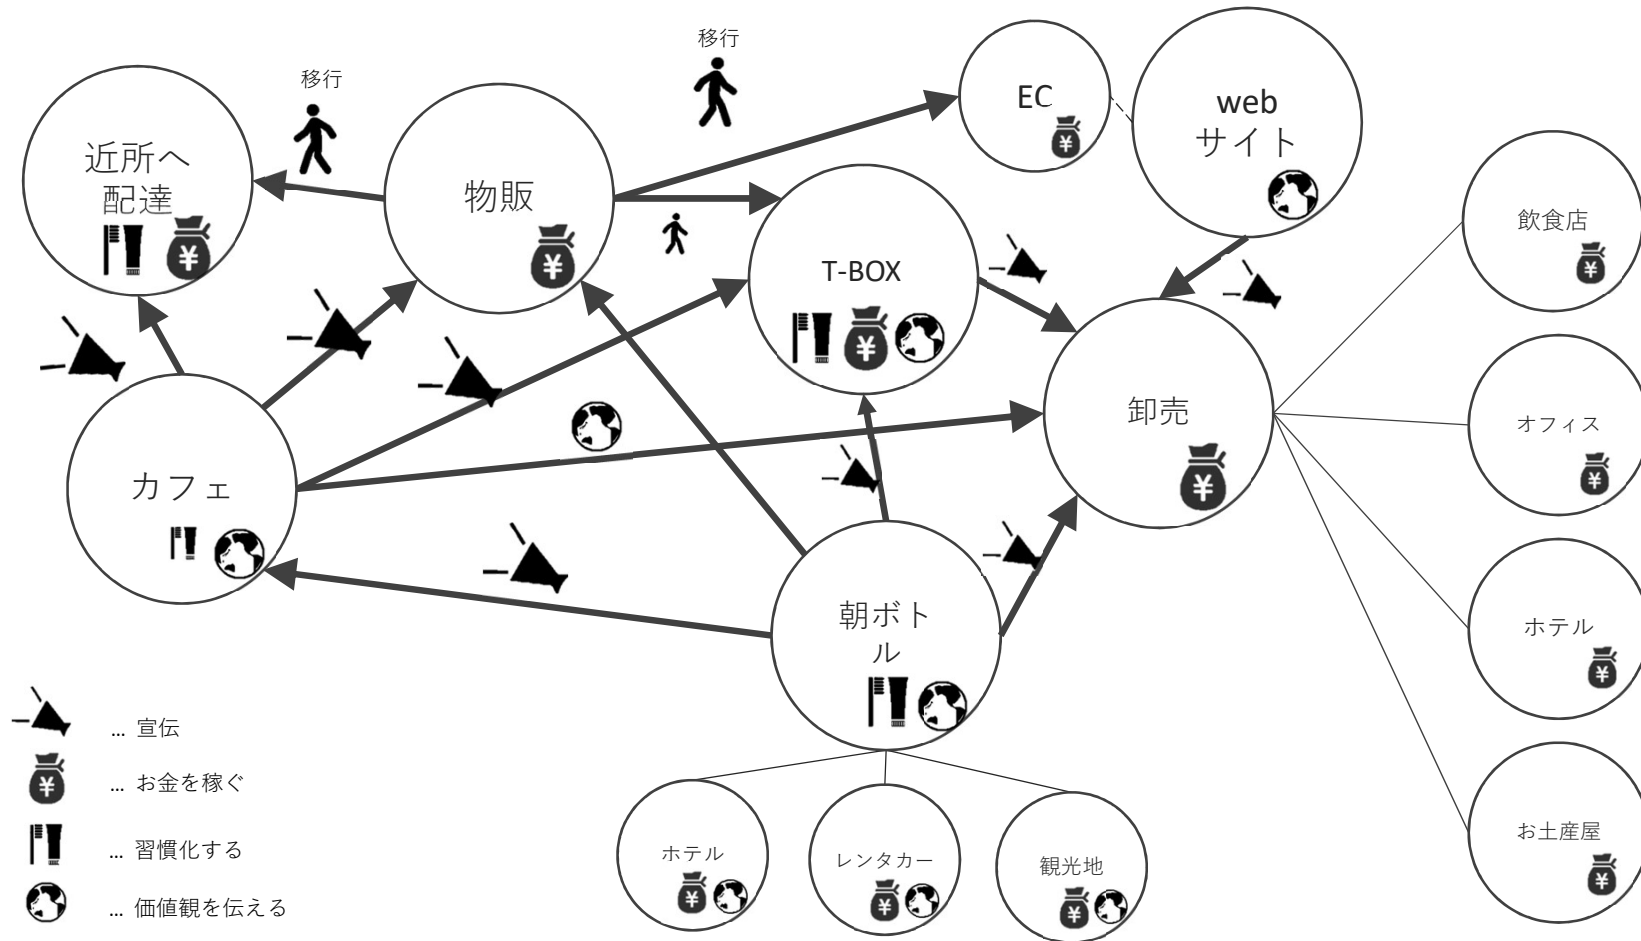 移行
移行
EC
web
サイト
近所へ
配達
物販
飲食店
T-BOX
卸売
オフィス
カフェ
朝ボト
ル
ホテル
... 宣伝
... お金を稼ぐ
... 習慣化する
... 価値観を伝える
ホテル
レンタカー
観光地
お土産屋
¥
¥
¥
¥
¥
¥
¥
¥
¥
¥
¥
¥
¥